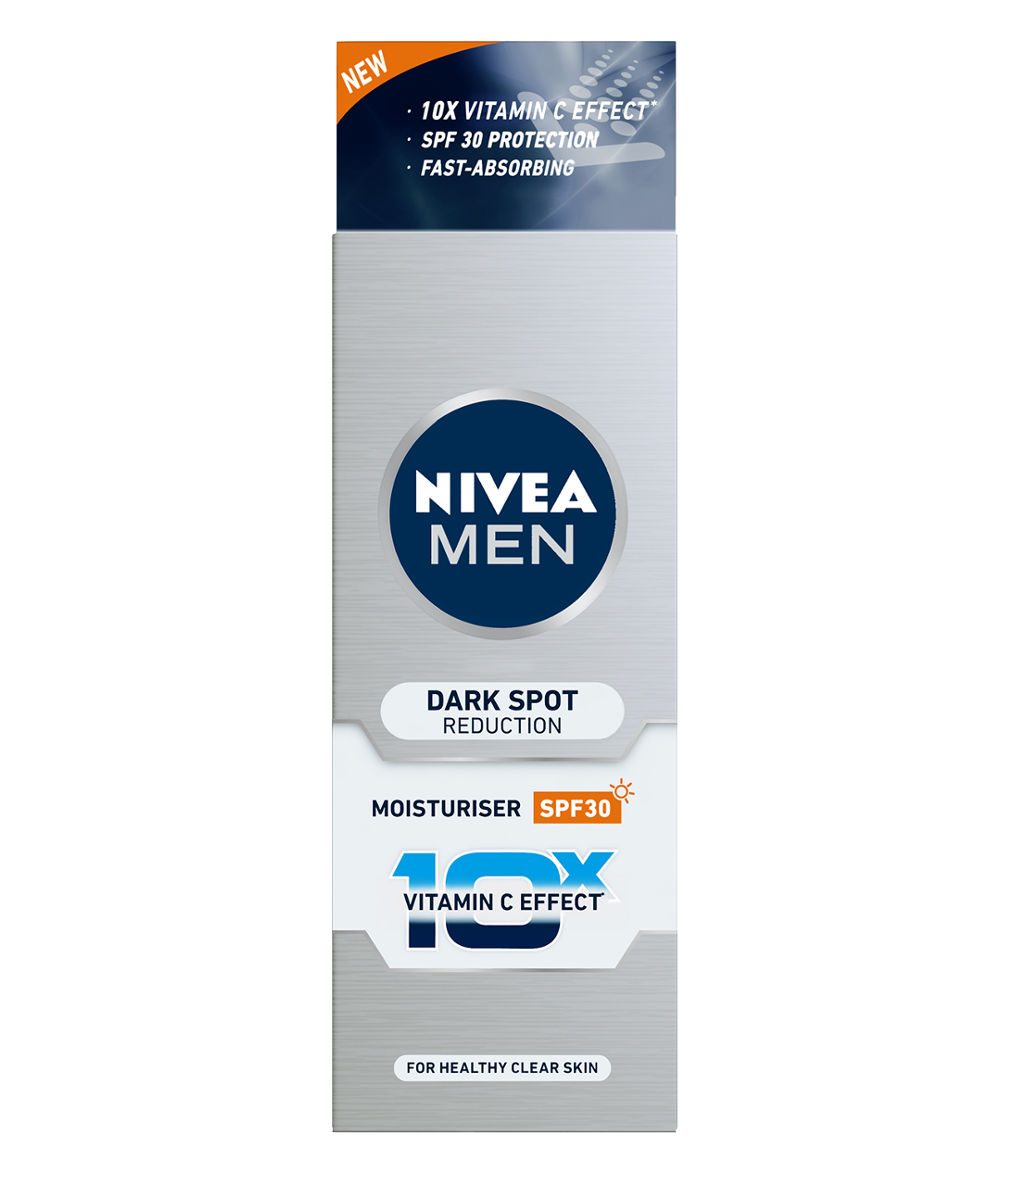 NEW
· 10X VITAMIN C EFFECT*
· SPF 30 PROTECTION
· FAST-ABSORBING
NIVEA
MEN
DARK SPOT
REDUCTION
MOISTURISER SPF30
10X
VITAMIN C EFFECT*
FOR HEALTHY CLEAR SKIN